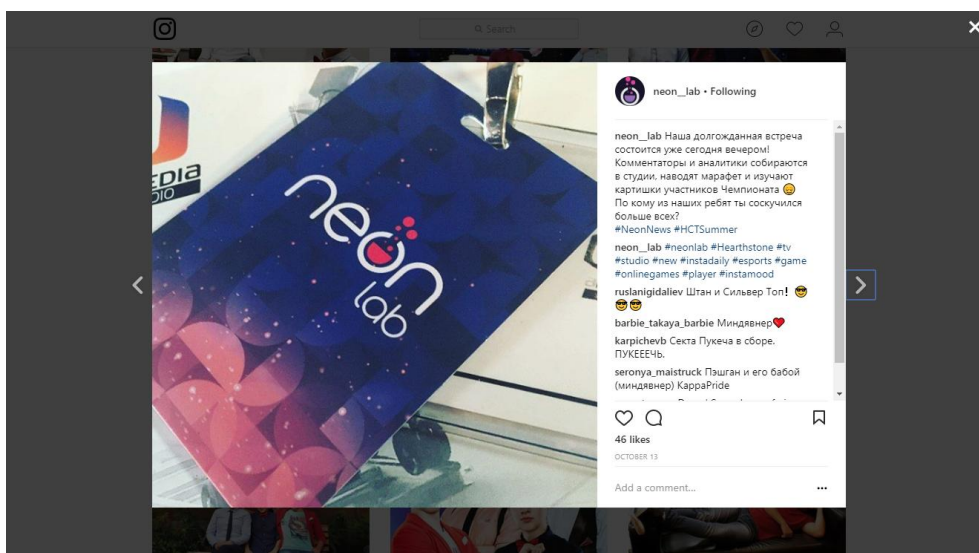 Search
EDIA
DIO
neon
lab
neon__lab • Following
neon__lab Наша долгожданная встреча
состоится уже сегодня вечером!
Комментаторы и аналитики собираются
в студии, наводят марафет и изучают
картишки участников Чемпионата 😄
По кому из наших ребят ты соскучился
больше всех?
#NeonNews #HCTSummer
neon__lab #neonlab #Hearthstone #tv
#studio #new #instadaily #esports #game
#onlinegames #player #instamood
ruslanigidaliev Штан и Сильвер Топ! 😎
😎😎
barbie_takaya_barbie Миндявнер❤
karpichevb Секта Пукеча в сборе.
ПУКЕЕЕЧЬ.
seronya_maistruck Пэшган и его бабой
(миндявнер) KappaPride
46 likes
OCTOBER 13
Add a comment...